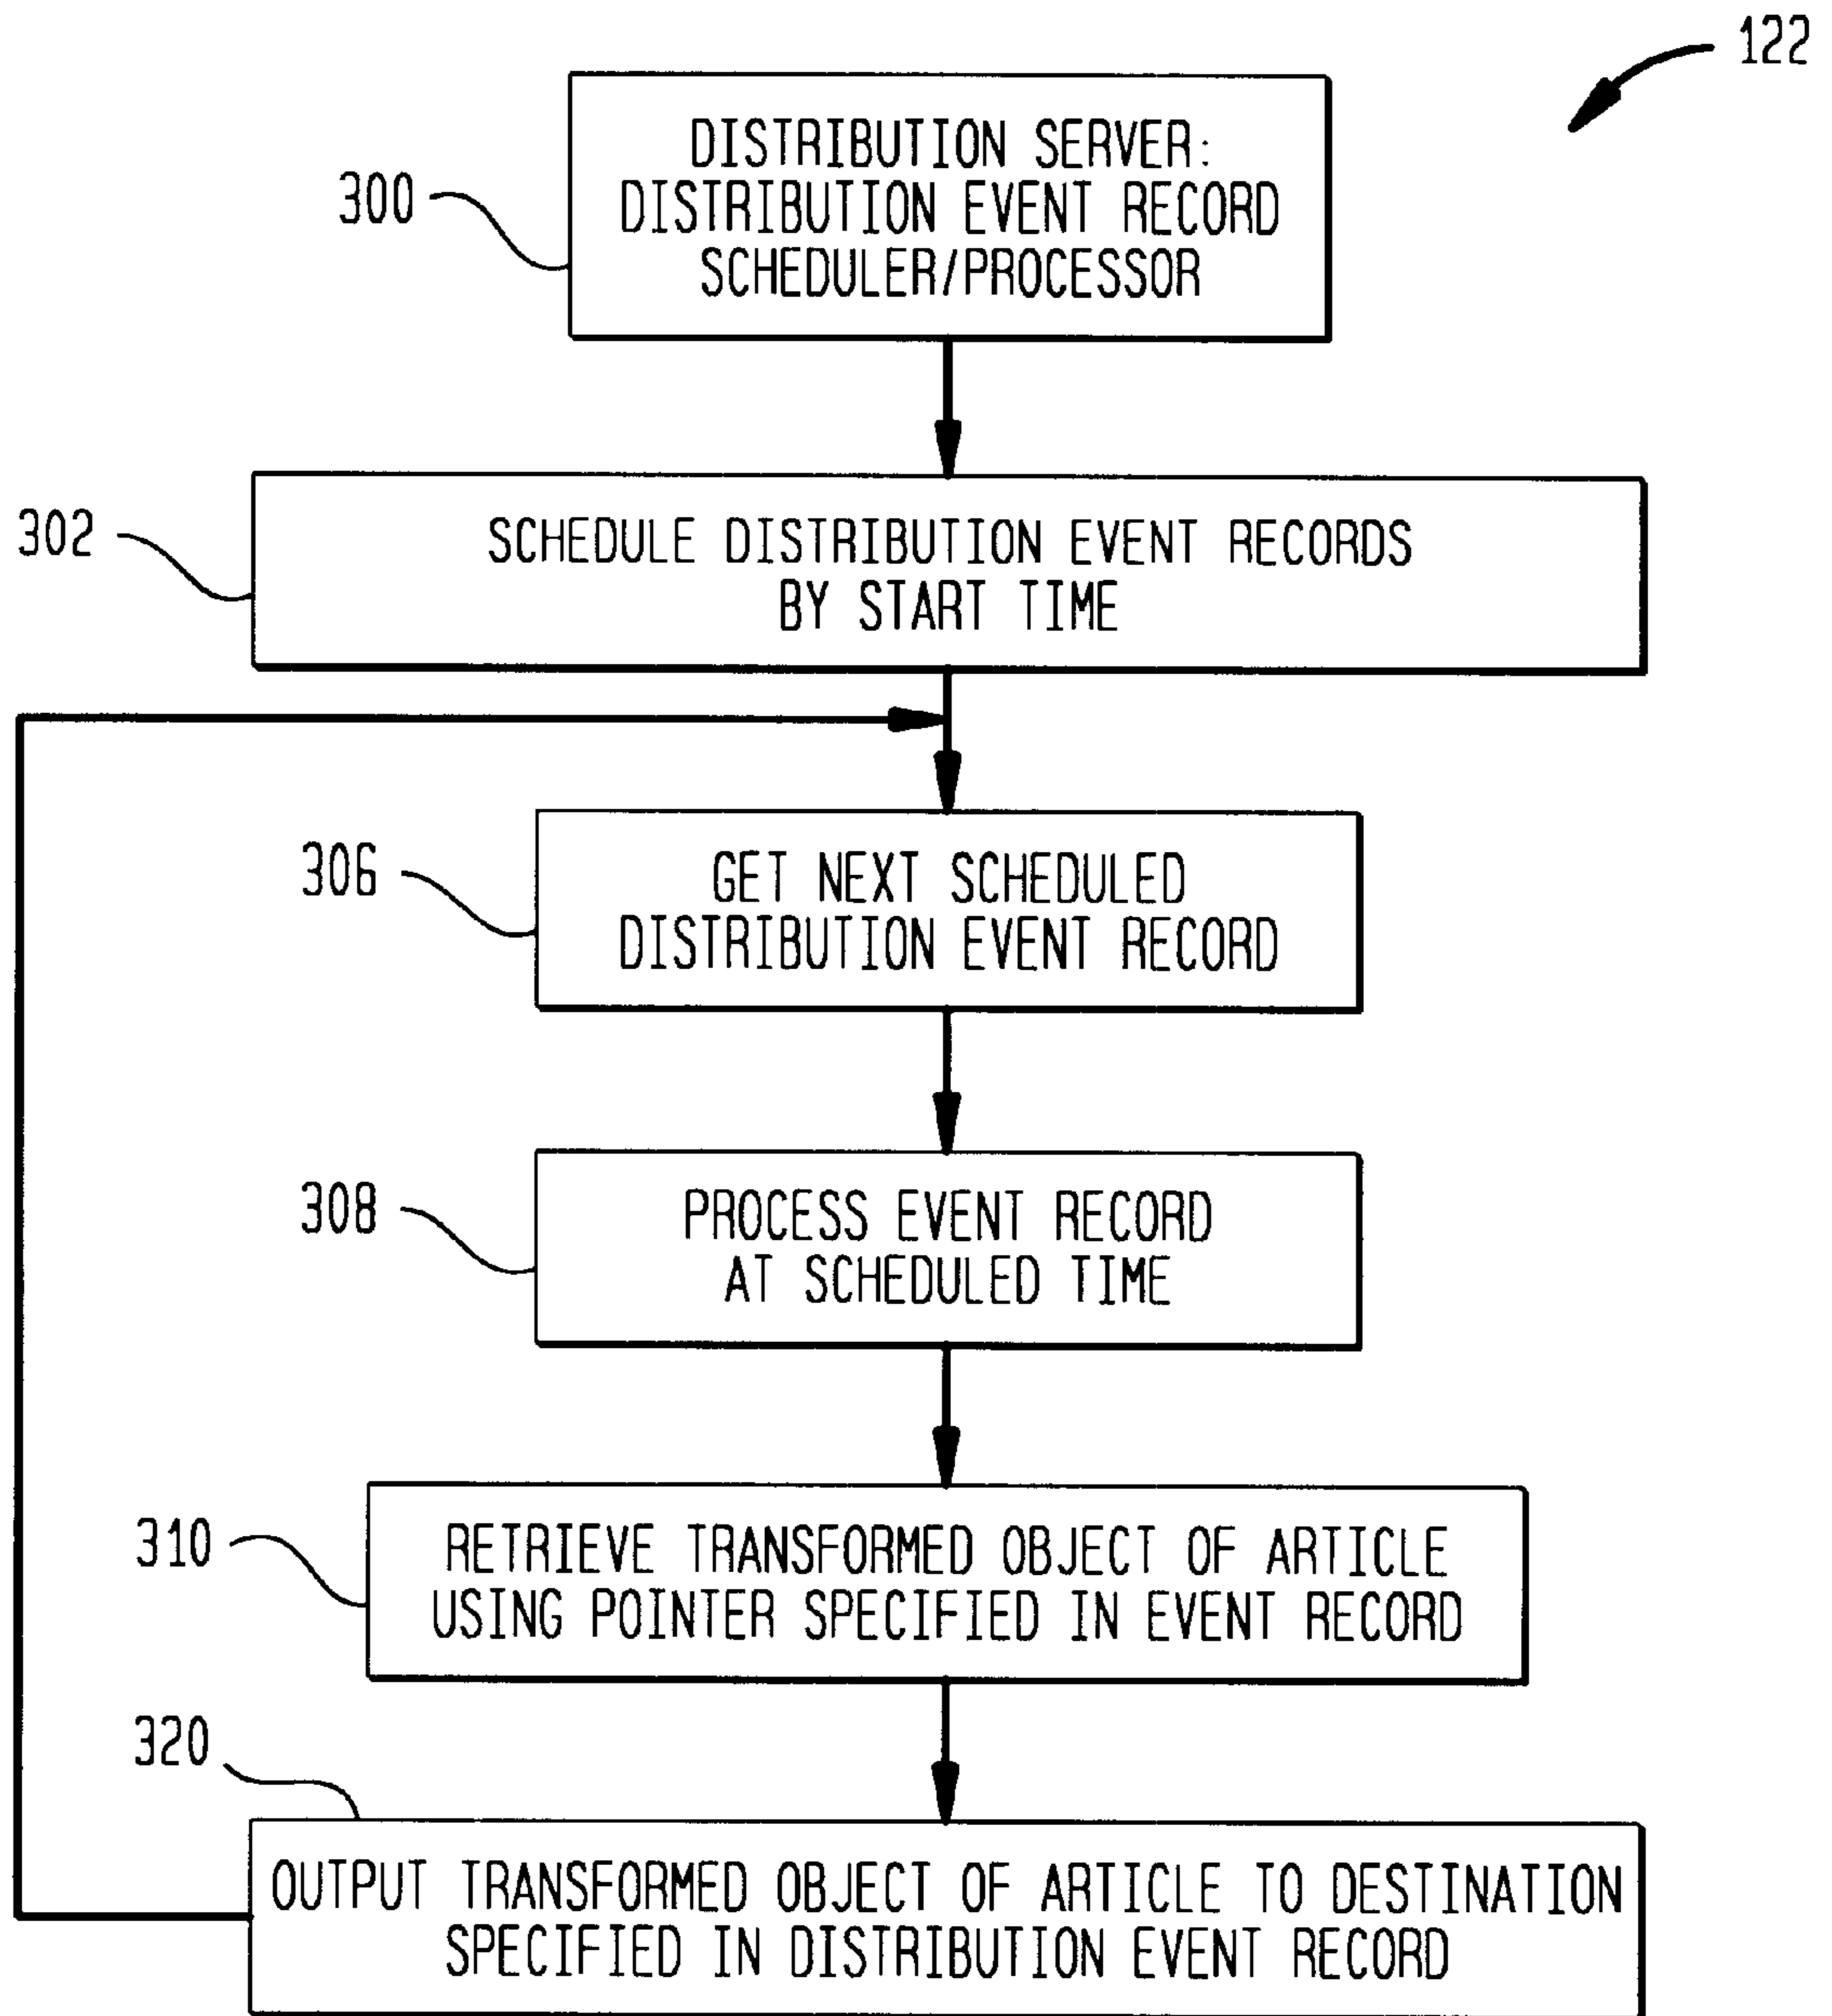 122
300
DISTRIBUTION SERVER:
DISTRIBUTION EVENT RECORD
SCHEDULER/PROCESSOR
302
SCHEDULE DISTRIBUTION EVENT RECORDS
BY START TIME
306
GET NEXT SCHEDULED
DISTRIBUTION EVENT RECORD
308
PROCESS EVENT RECORD
AT SCHEDULED TIME
310
RETRIEVE TRANSFORMED OBJECT OF ARTICLE
USING POINTER SPECIFIED IN EVENT RECORD
320
OUTPUT TRANSFORMED OBJECT OF ARTICLE TO DESTINATION
SPECIFIED IN DISTRIBUTION EVENT RECORD